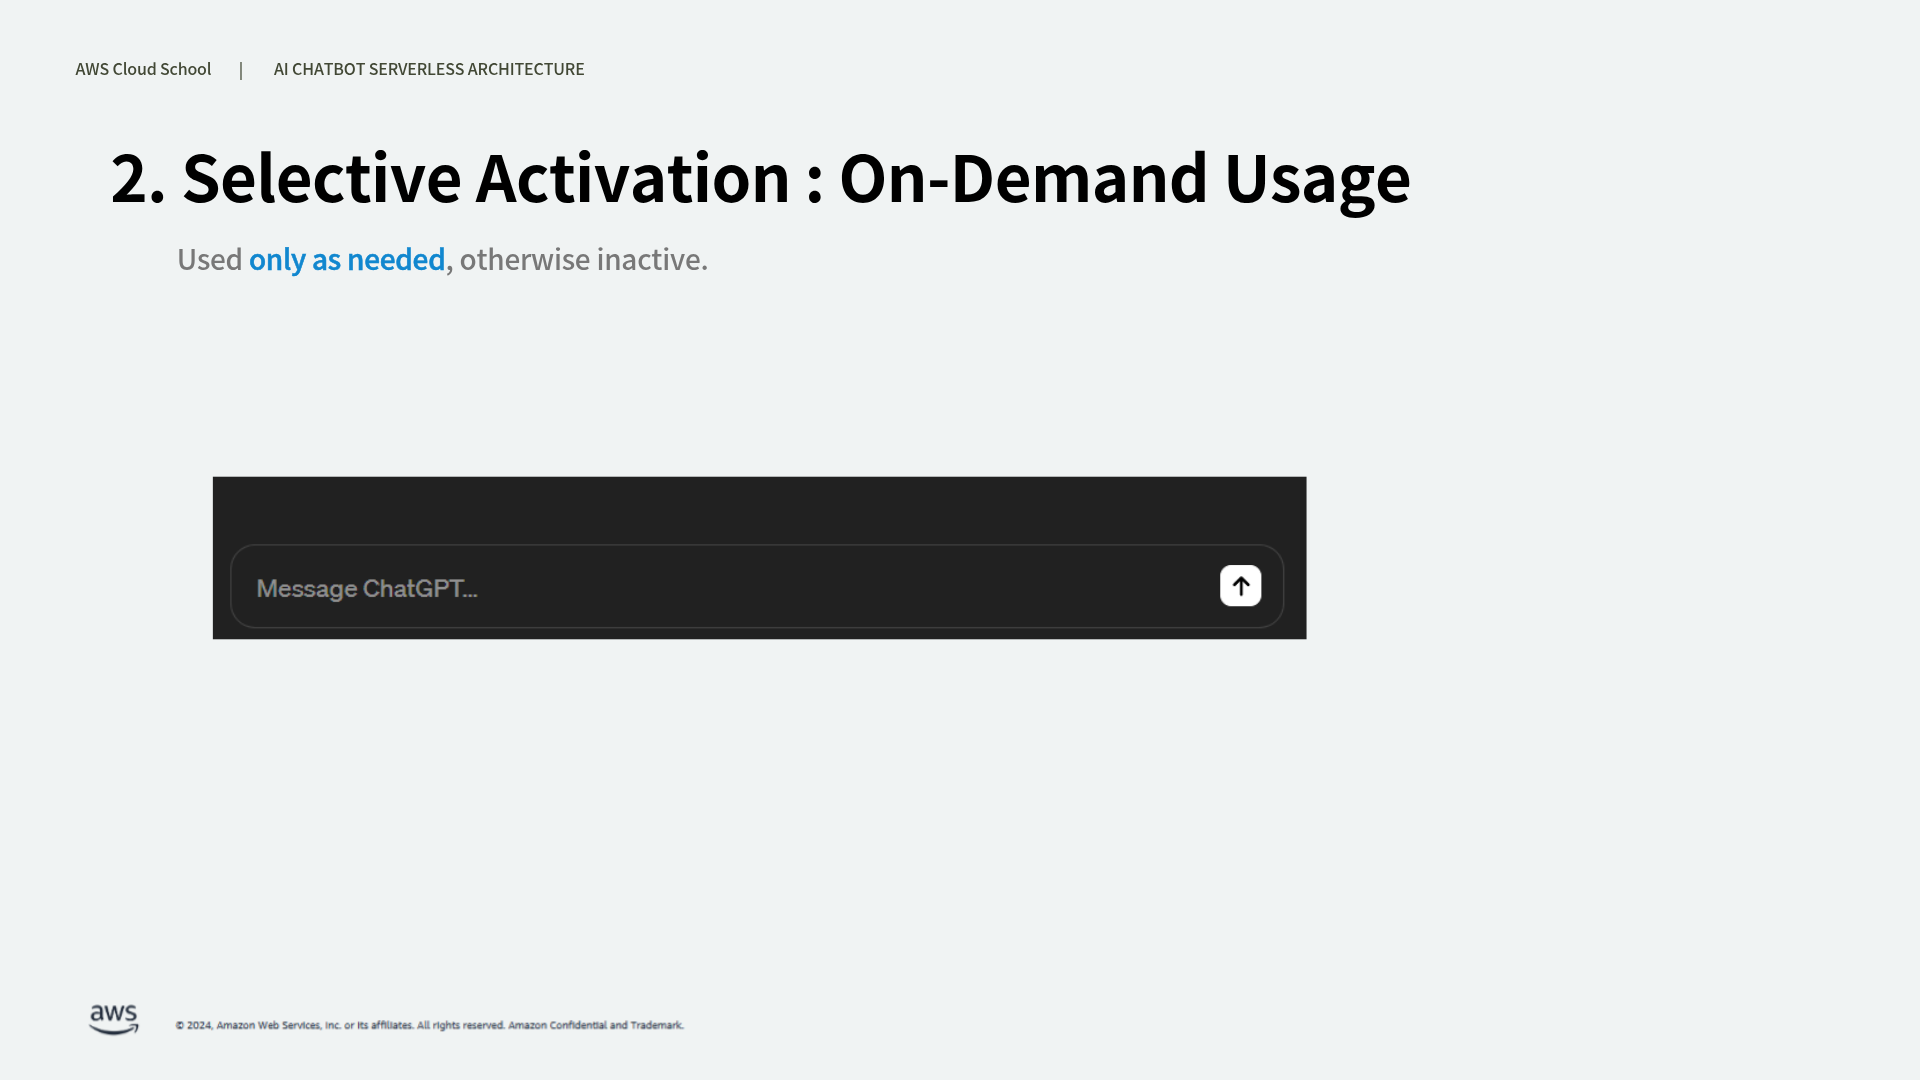 AWS Cloud School | AI CHATBOT SERVERLESS ARCHITECTURE
2. Selective Activation : On-Demand Usage
Used only as needed, otherwise inactive.
Message ChatGPT...
aws
© 2024, Amazon Web Services, Inc. or its affiliates. All rights reserved. Amazon Confidential and Trademark.